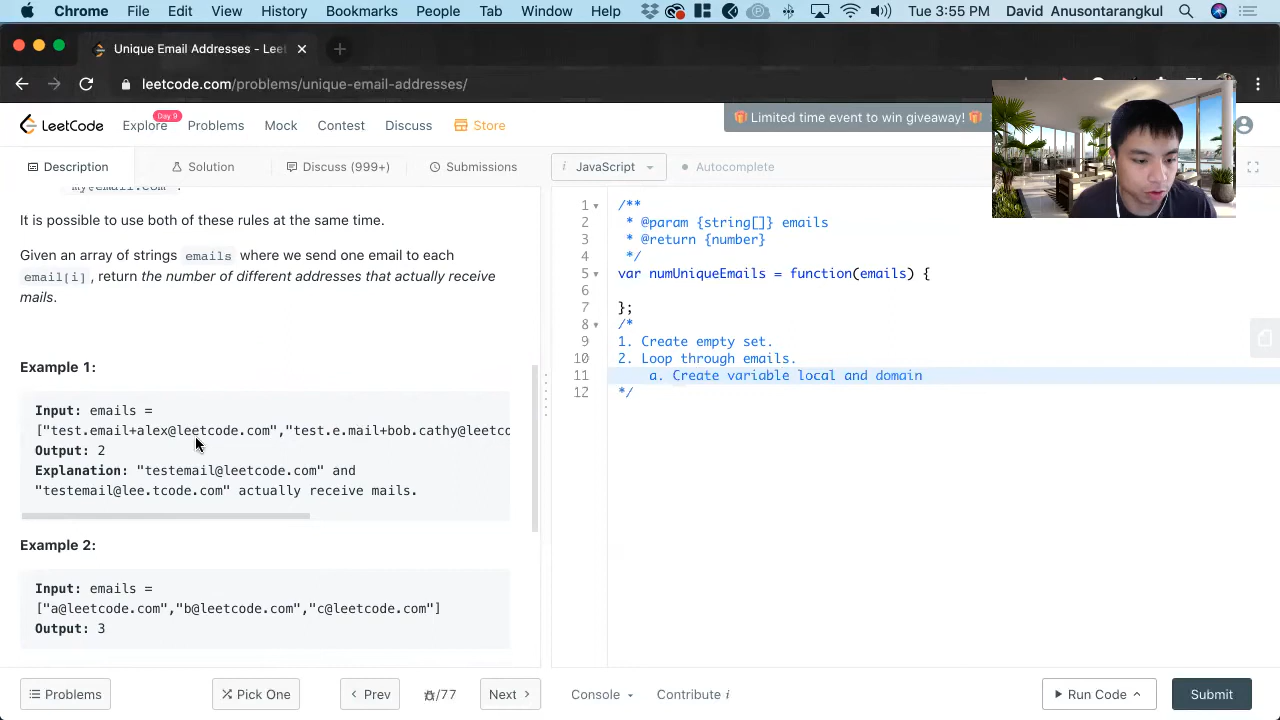 Chrome File Edit View History Bookmarks People Tab Window Help Tue 3:55 PM David Anusontarangkul
Unique Email Addresses - Leet
leetcode.com/problems/unique-email-addresses/
LeetCode Explore Day 9 Problems Mock Contest Discuss Store
Limited time event to win giveaway!
Description Solution Discuss (999+) Submissions
i JavaScript Autocomplete
It is possible to use both of these rules at the same time.
Given an array of strings emails where we send one email to each
email[i], return the number of different addresses that actually receive
mails.
Example 1:
Input: emails =
["test.email+alex@leetcode.com","test.e.mail+bob.cathy@leetco
Output: 2
Explanation: "testemail@leetcode.com" and
"testemail@lee.tcode.com" actually receive mails.
Example 2:
Input: emails =
["a@leetcode.com","b@leetcode.com","c@leetcode.com"]
Output: 3
1 /**
2 * @param {string[]} emails
3 * @return {number}
4 */
5 var numUniqueEmails = function(emails) {
6
7 };
8 /*
9 1. Create empty set.
10 2. Loop through emails.
11 a. Create variable local and domain
12 */
Problems Pick One Prev /77 Next Console Contribute i Run Code Submit